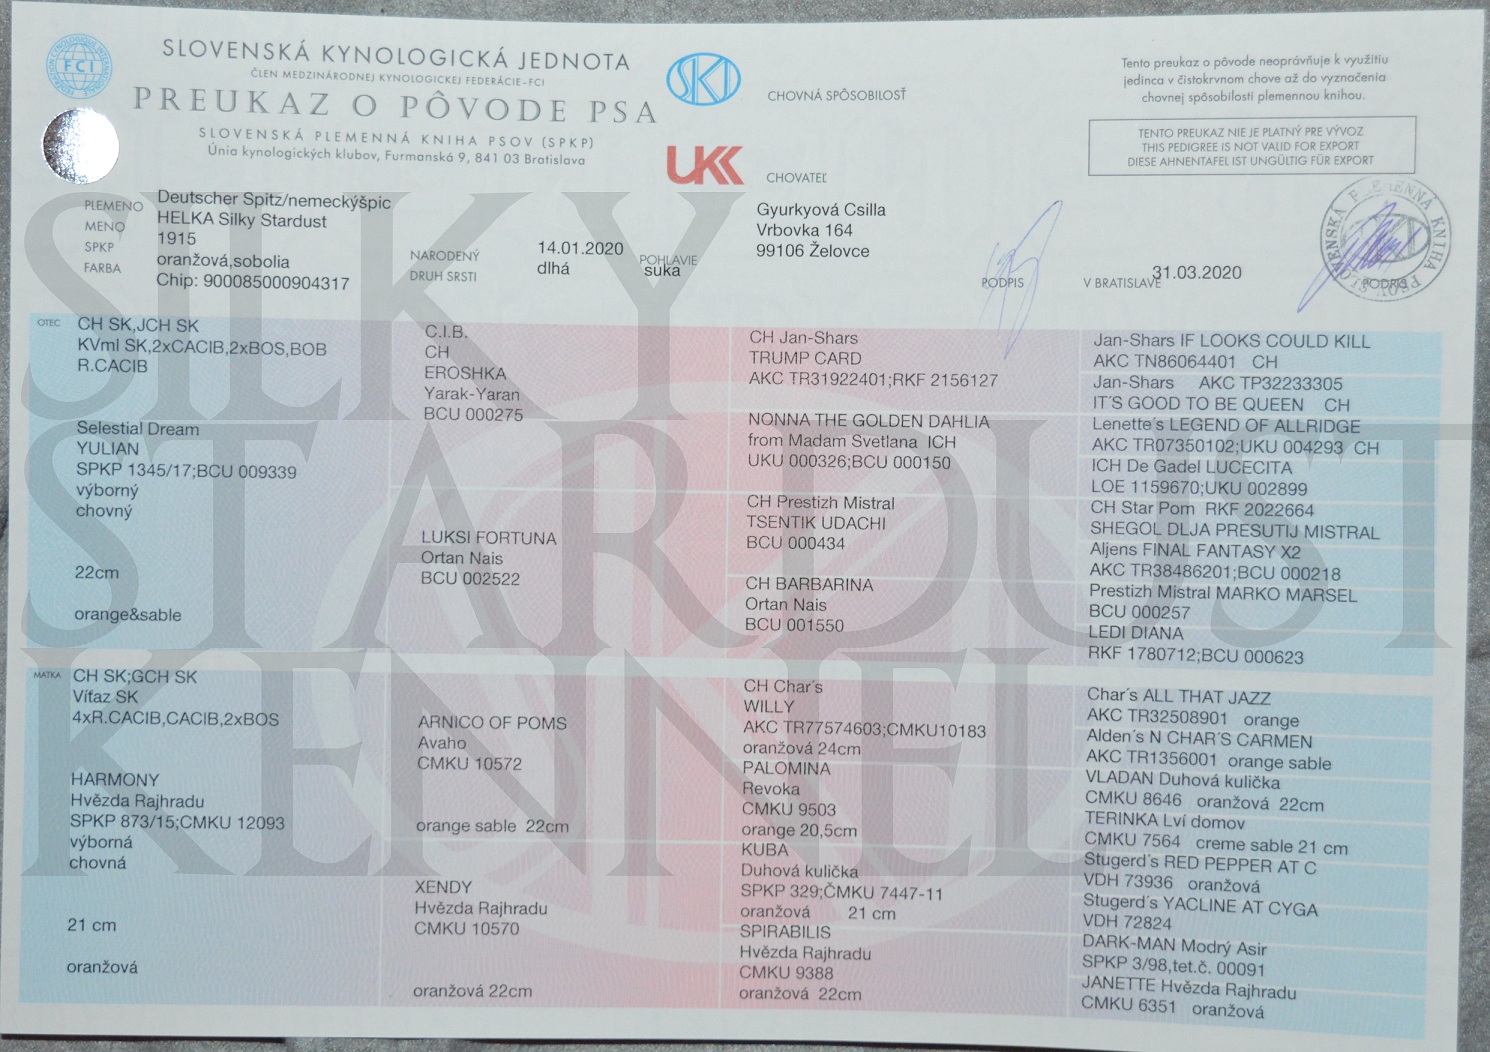 FCI
SLOVENSKÁ KYNOLOGICKÁ JEDNOTA
ČLEN MEDZINÁRODNEJ KYNOLOGICKEJ FEDERÁCIE-FCI
PREUKAZ O PÔVODE PSA
SLOVENSKÁ PLEMENNÁ KNIHA PSOV (SPKP)
Únia kynologických klubov, Furmanská 9, 841 03 Bratislava
SKJ
CHOVNÁ SPÔSOBILOSŤ
UKK
CHOVATEĽ
Tento preukaz o pôvode neoprávňuje k využitiu
jedinca v čistokrvnom chove až do vyznačenia
chovnej spôsobilosti plemennou knihou.
TENTO PREUKAZ NIE JE PLATNÝ PRE VÝVOZ
THIS PEDIGREE IS NOT VALID FOR EXPORT
DIESE AHNENTAFEL IST UNGÜLTIG FÜR EXPORT
PLEMENO Deutscher Spitz/nemeckýšpic
MENO HELKA Silky Stardust
SPKP 1915
FARBA oranžová,sobolia
Chip: 900085000904317
NARODENÝ 14.01.2020
DRUH SRSTI dlhá
POHLAVIE suka
Gyurkyová Csilla
Vrbovka 164
99106 Želovce
PODPIS
V BRATISLAVE 31.03.2020
PODPIS
SILKY
STARDUST
KENNEL
OTEC CH SK,JCH SK
KVml SK,2xCACIB,2xBOS,BOB
R.CACIB
Selestial Dream
YULIAN
SPKP 1345/17;BCU 009339
výborný
chovný
22cm
orange&sable
C.I.B.
CH
EROSHKA
Yarak-Yaran
BCU 000275
LUKSI FORTUNA
Ortan Nais
BCU 002522
CH Jan-Shars
TRUMP CARD
AKC TR31922401;RKF 2156127
NONNA THE GOLDEN DAHLIA
from Madam Svetlana ICH
UKU 000326;BCU 000150
CH Prestizh Mistral
TSENTIK UDACHI
BCU 000434
CH BARBARINA
Ortan Nais
BCU 001550
Jan-Shars IF LOOKS COULD KILL
AKC TN86064401 CH
Jan-Shars AKC TP32233305
IT´S GOOD TO BE QUEEN CH
Lenette´s LEGEND OF ALLRIDGE
AKC TR07350102;UKU 004293 CH
ICH De Gadel LUCECITA
LOE 1159670;UKU 002899
CH Star Pom RKF 2022664
SHEGOL DLJA PRESUTIJ MISTRAL
Aljens FINAL FANTASY X2
AKC TR38486201;BCU 000218
Prestizh Mistral MARKO MARSEL
BCU 000257
LEDI DIANA
RKF 1780712;BCU 000623
MATKA CH SK;GCH SK
Víťaz SK
4xR.CACIB,CACIB,2xBOS
HARMONY
Hvězda Rajhradu
SPKP 873/15;CMKU 12093
výborná
chovná
21 cm
oranžová
ARNICO OF POMS
Avaho
CMKU 10572
orange sable 22cm
XENDY
Hvězda Rajhradu
CMKU 10570
oranžová 22cm
CH Char´s
WILLY
AKC TR77574603;CMKU10183
oranžová 24cm
PALOMINA
Revoka
CMKU 9503
orange 20,5cm
KUBA
Duhová kulička
SPKP 329;ČMKU 7447-11
oranžová 21 cm
SPIRABILIS
Hvězda Rajhradu
CMKU 9388
oranžová 22cm
Char´s ALL THAT JAZZ
AKC TR32508901 orange
Alden´s N CHAR´S CARMEN
AKC TR1356001 orange sable
VLADAN Duhová kulička
CMKU 8646 oranžová 22cm
TERINKA Lví domov
CMKU 7564 creme sable 21 cm
Stugerd´s RED PEPPER AT C
VDH 73936 oranžová
Stugerd´s YACLINE AT CYGA
VDH 72824
DARK-MAN Modrý Asir
SPKP 3/98,tet.č. 00091
JANETTE Hvězda Rajhradu
CMKU 6351 oranžová